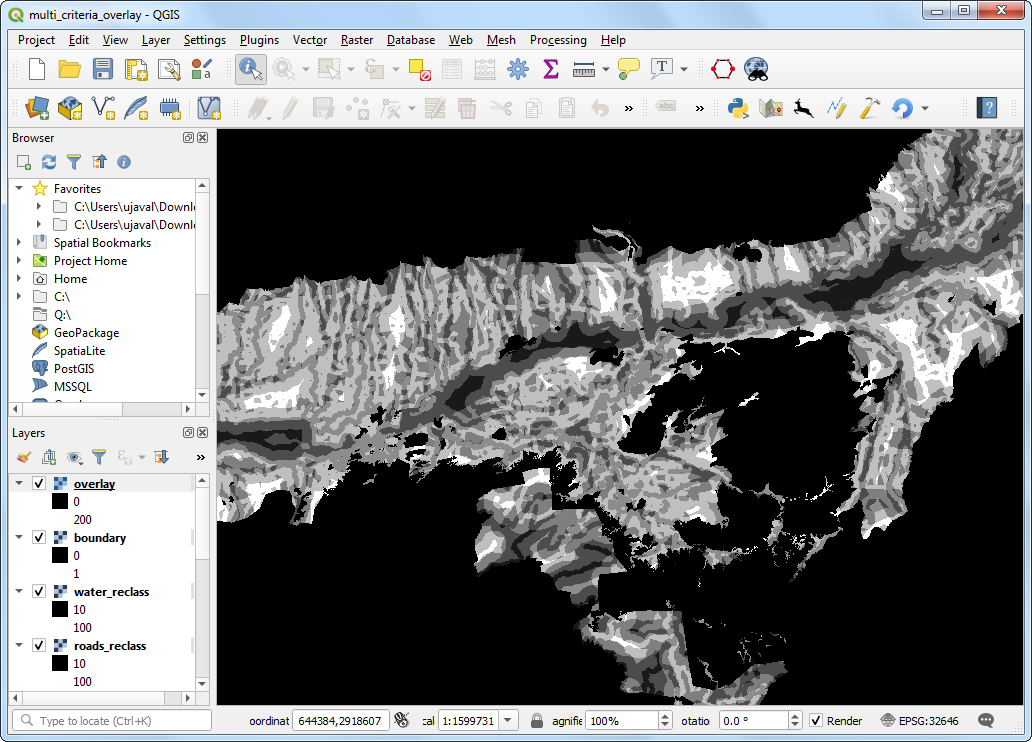 multi_criteria_overlay - QGIS
Project Edit View Layer Settings Plugins Vector Raster Database Web Mesh Processing Help
Browser
Favorites
C:\Users\ujaval\Downl
C:\Users\ujaval\Downl
Spatial Bookmarks
Project Home
Home
C:\
Q:\
GeoPackage
SpatiaLite
PostGIS
MSSQL
Layers
overlay
0
200
boundary
0
1
water_reclass
10
100
roads_reclass
10
100
Type to locate (Ctrl+K) oordinat 644384,2918607 cal 1:1599731 agnifie 100% otatio 0.0 ° Render EPSG:32646